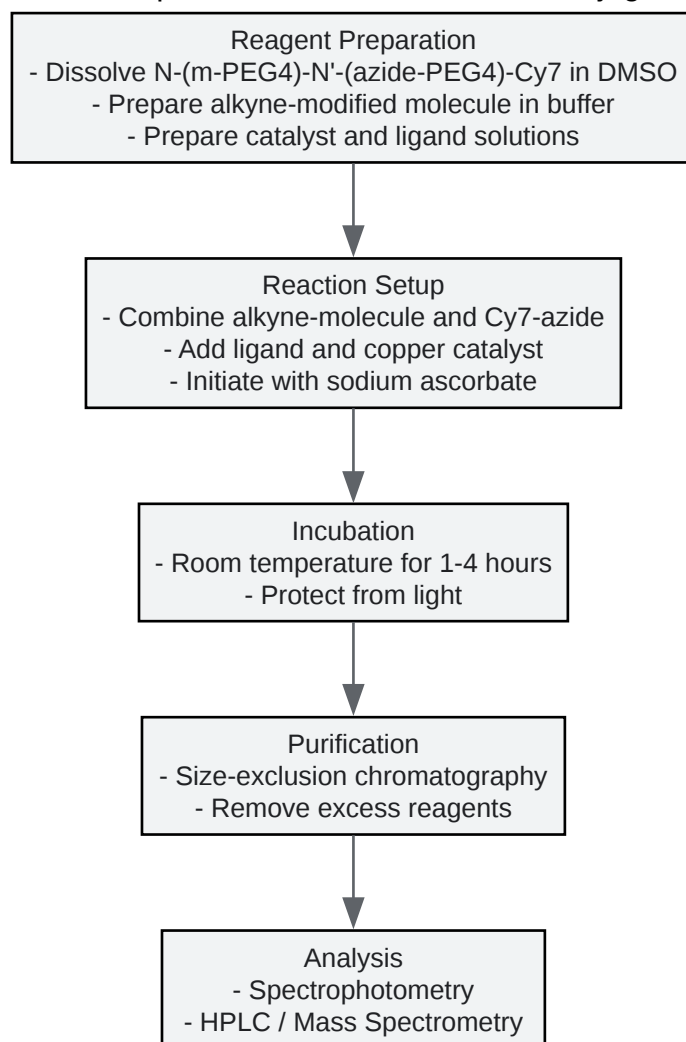 Reagent Preparation
- Dissolve N-(m-PEG4)-N'-(azide-PEG4)-Cy7 in DMSO
- Prepare alkyne-modified molecule in buffer
- Prepare catalyst and ligand solutions
Reaction Setup
- Combine alkyne-molecule and Cy7-azide
- Add ligand and copper catalyst
- Initiate with sodium ascorbate
Incubation
- Room temperature for 1-4 hours
- Protect from light
Purification
- Size-exclusion chromatography
- Remove excess reagents
Analysis
- Spectrophotometry
- HPLC / Mass Spectrometry